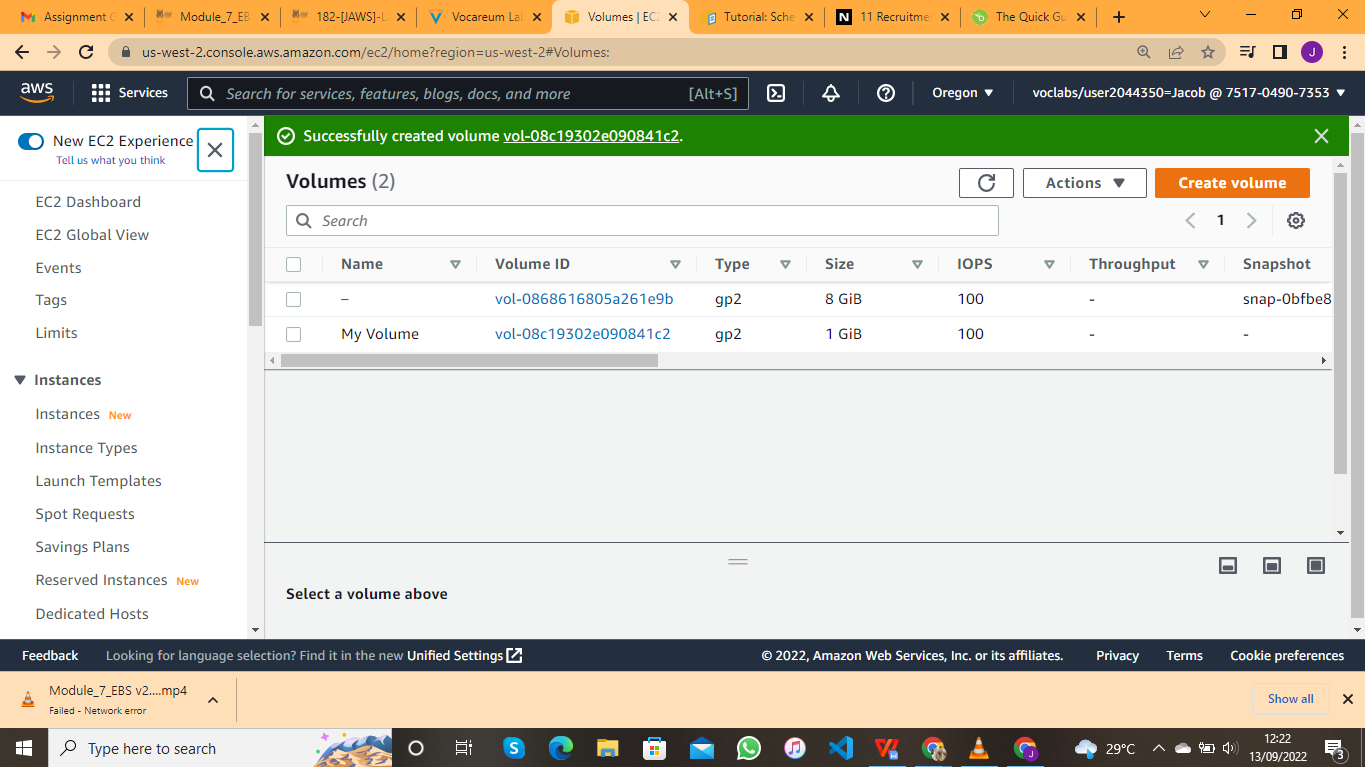 Assignment G
Module_7_EB
182-[JAWS]-L
Vocareum La
Volumes | EC2
Tutorial: Sche
11 Recruitme
The Quick Gu
us-west-2.console.aws.amazon.com/ec2/home?region=us-west-2#Volumes:
J
aws
Services
Search for services, features, blogs, docs, and more
[Alt+S]
Oregon
voclabs/user2044350=Jacob @ 7517-0490-7353
New EC2 Experience
Tell us what you think
EC2 Dashboard
EC2 Global View
Events
Tags
Limits
Instances
Instances New
Instance Types
Launch Templates
Spot Requests
Savings Plans
Reserved Instances New
Dedicated Hosts
Successfully created volume vol-08c19302e090841c2.
Volumes (2)
Actions
Create volume
Search
1
Name Volume ID Type Size IOPS Throughput Snapshot
– vol-0868616805a261e9b gp2 8 GiB 100 - snap-0bfbe8
My Volume vol-08c19302e090841c2 gp2 1 GiB 100 - -
Select a volume above
Feedback
Looking for language selection? Find it in the new Unified Settings
© 2022, Amazon Web Services, Inc. or its affiliates.
Privacy
Terms
Cookie preferences
Module_7_EBS v2....mp4
Failed - Network error
Show all
Type here to search
29°C
12:22
13/09/2022
3